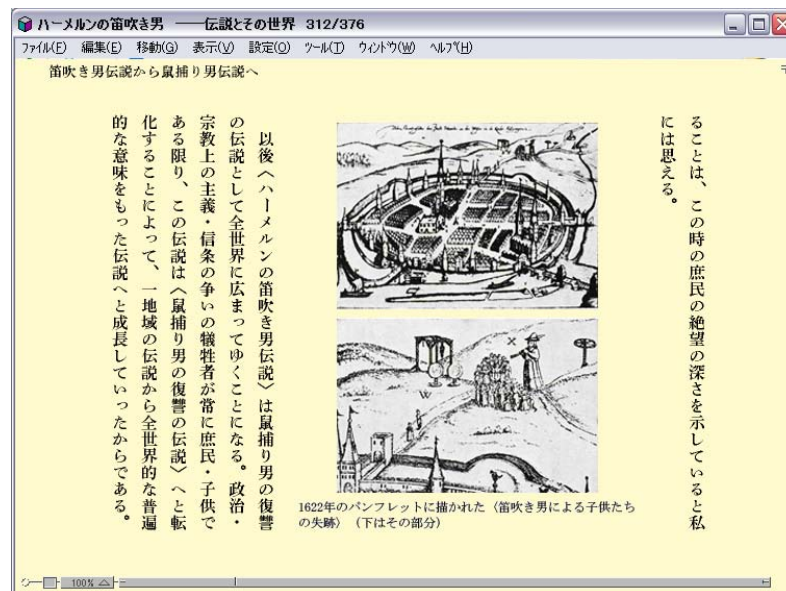 ハーメルンの笛吹き男 ――伝説とその世界 312/376
ファイル(F) 編集(E) 移動(G) 表示(V) 設定(O) ツール(T) ウィンドウ(W) ヘルプ(H)
笛吹き男伝説から鼠捕り男伝説へ
ることは、この時の庶民の絶望の深さを示していると私
には思える。
X
W
1622年のパンフレットに描かれた〈笛吹き男による子供たち
の失跡〉(下はその部分)
以後〈ハーメルンの笛吹き男伝説〉は鼠捕り男の復讐
の伝説として全世界に広まってゆくことになる。政治・
宗教上の主義・信条の争いの犠牲者が常に庶民・子供で
ある限り、この伝説は〈鼠捕り男の復讐の伝説〉へと転
化することによって、一地域の伝説から全世界的な普遍
的な意味をもった伝説へと成長していったからである。
100%